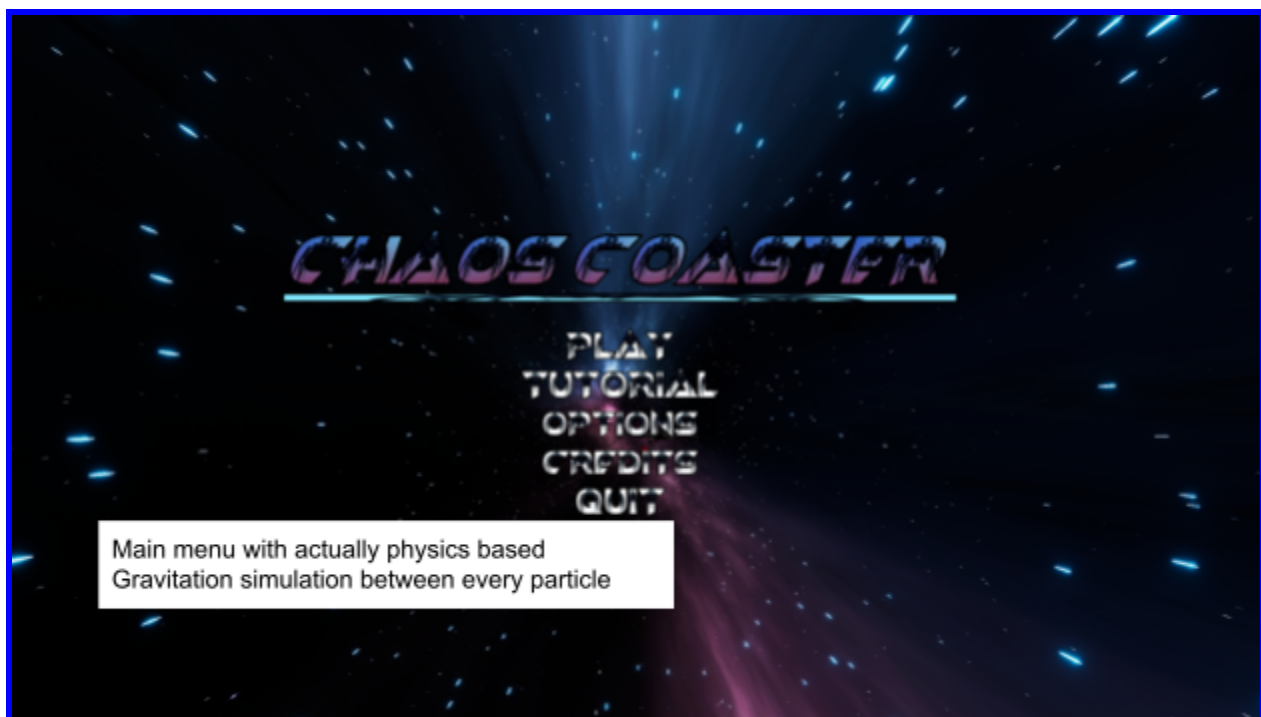 CHAOS COASTER
PLAY
TUTORIAL
OPTIONS
CREDITS
QUIT
Main menu with actually physics based
Gravitation simulation between every particle